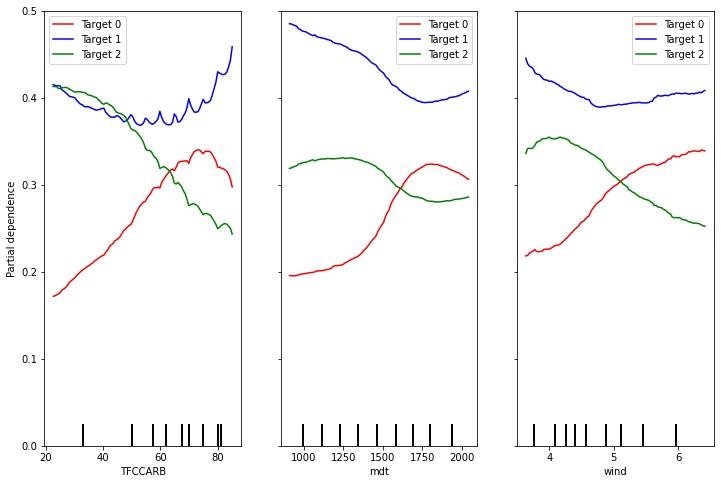 Target 0
Target 1
Target 2
Target 0
Target 1
Target 2
Target 0
Target 1
Target 2
Partial dependence
0.5
0.4
0.3
0.2
0.1
0.0
20 40 60 80
TFCCARB
1000 1250 1500 1750 2000
mdt
4 5 6
wind